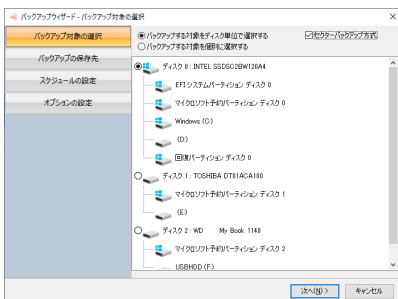 バックアップウィザード - バックアップ対象の選択
バックアップ対象の選択
バックアップの保存先
スケジュールの設定
オプションの設定
バックアップする対象をディスク単位で選択する
セクターバックアップ方式
バックアップする対象を個別に選択する
ディスク 0 : INTEL SSDSC2BW120A4
EFI システムパーティション ディスク 0
マイクロソフト予約パーティション ディスク 0
Windows (C:)
(D:)
回復パーティション ディスク 0
ディスク 1 : TOSHIBA DT01ACA100
マイクロソフト予約パーティション ディスク 1
(E:)
ディスク 2 : WD My Book 1140
マイクロソフト予約パーティション ディスク 2
USBHDD (F:)
次へ(N) >
キャンセル